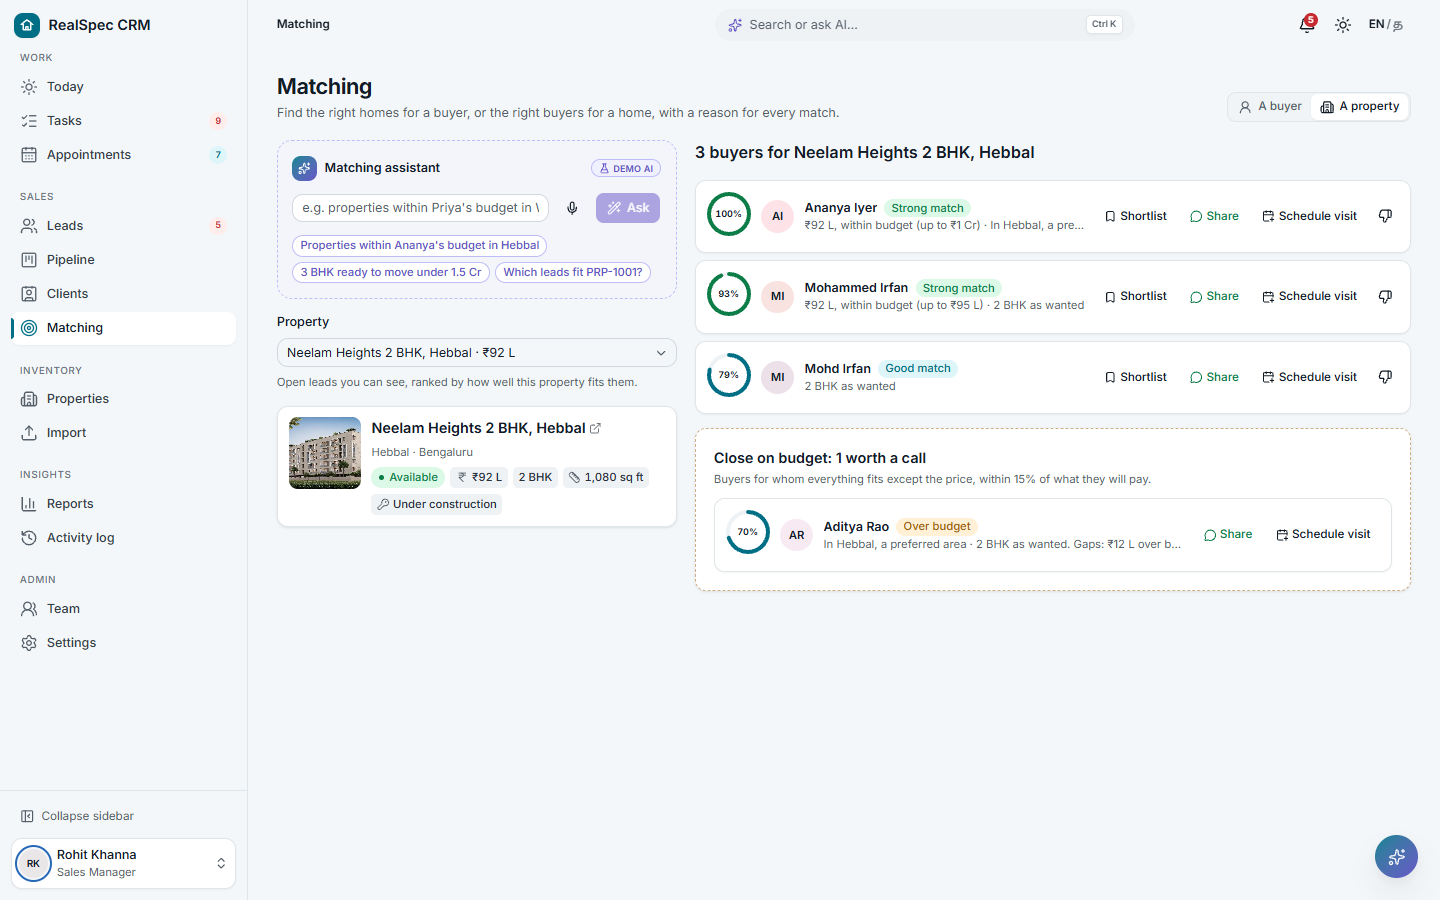 RealSpec CRM
WORK
Today
Tasks 9
Appointments 7
SALES
Leads 5
Pipeline
Clients
Matching
INVENTORY
Properties
Import
INSIGHTS
Reports
Activity log
ADMIN
Team
Settings
Collapse sidebar
RK
Rohit Khanna
Sales Manager
Matching
Search or ask AI...
Ctrl K
5
EN / த
Matching
Find the right homes for a buyer, or the right buyers for a home, with a reason for every match.
A buyer
A property
Matching assistant
DEMO AI
e.g. properties within Priya's budget in
Ask
Properties within Ananya's budget in Hebbal
3 BHK ready to move under 1.5 Cr
Which leads fit PRP-1001?
Property
Neelam Heights 2 BHK, Hebbal · ₹92 L
Open leads you can see, ranked by how well this property fits them.
Neelam Heights 2 BHK, Hebbal
Hebbal · Bengaluru
Available
₹ ₹92 L
2 BHK
1,080 sq ft
Under construction
3 buyers for Neelam Heights 2 BHK, Hebbal
100%
AI
Ananya Iyer Strong match
₹92 L, within budget (up to ₹1 Cr) · In Hebbal, a pre...
Shortlist
Share
Schedule visit
93%
MI
Mohammed Irfan Strong match
₹92 L, within budget (up to ₹95 L) · 2 BHK as wanted
Shortlist
Share
Schedule visit
79%
MI
Mohd Irfan Good match
2 BHK as wanted
Shortlist
Share
Schedule visit
Close on budget: 1 worth a call
Buyers for whom everything fits except the price, within 15% of what they will pay.
70%
AR
Aditya Rao Over budget
In Hebbal, a preferred area · 2 BHK as wanted. Gaps: ₹12 L over b...
Share
Schedule visit